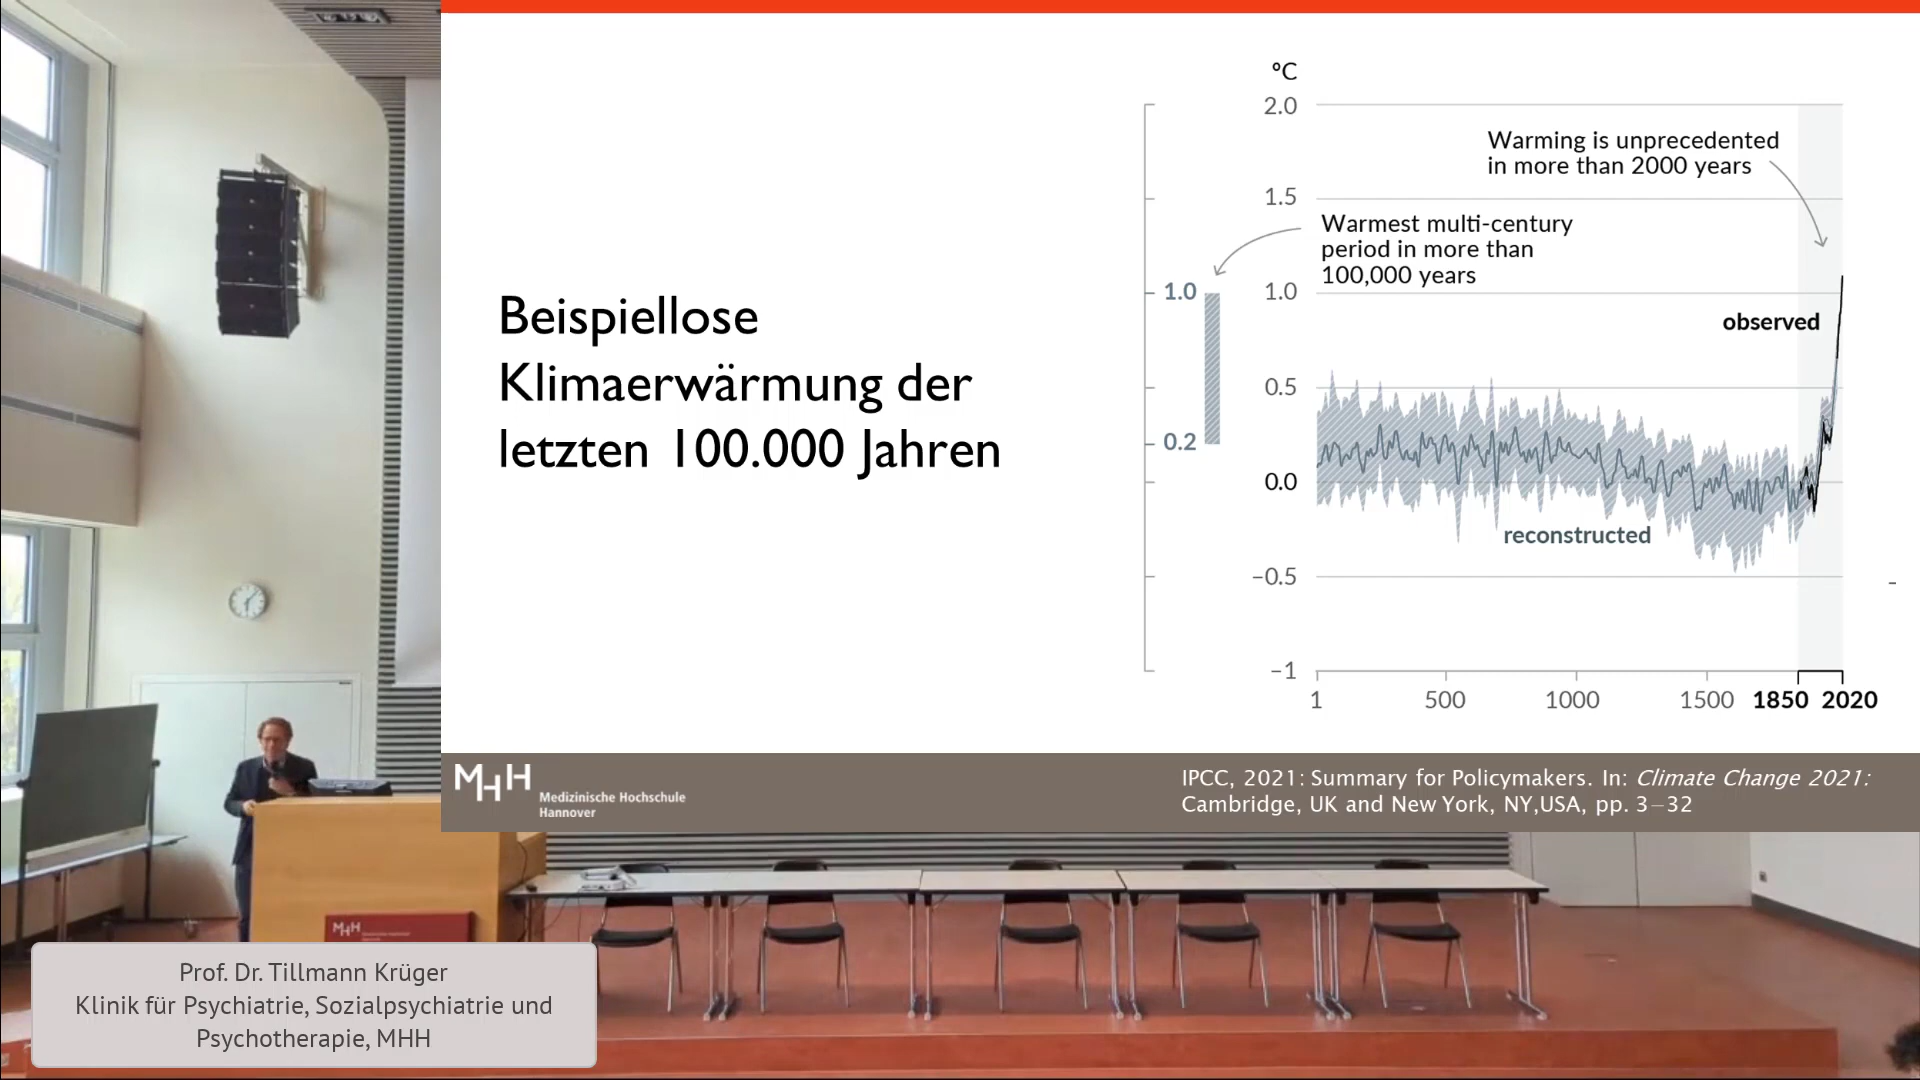 Beispiellose
Klimaerwärmung der
letzten 100.000 Jahren
°C
2.0
1.5
1.0
0.5
0.0
−0.5
−1
1.0
0.2
Warming is unprecedented
in more than 2000 years
Warmest multi-century
period in more than
100,000 years
observed
reconstructed
1
500
1000
1500
1850
2020
-
MHH
Medizinische Hochschule
Hannover
IPCC, 2021: Summary for Policymakers. In: Climate Change 2021:
Cambridge, UK and New York, NY,USA, pp. 3−32
MHH
Prof. Dr. Tillmann Krüger
Klinik für Psychiatrie, Sozialpsychiatrie und
Psychotherapie, MHH